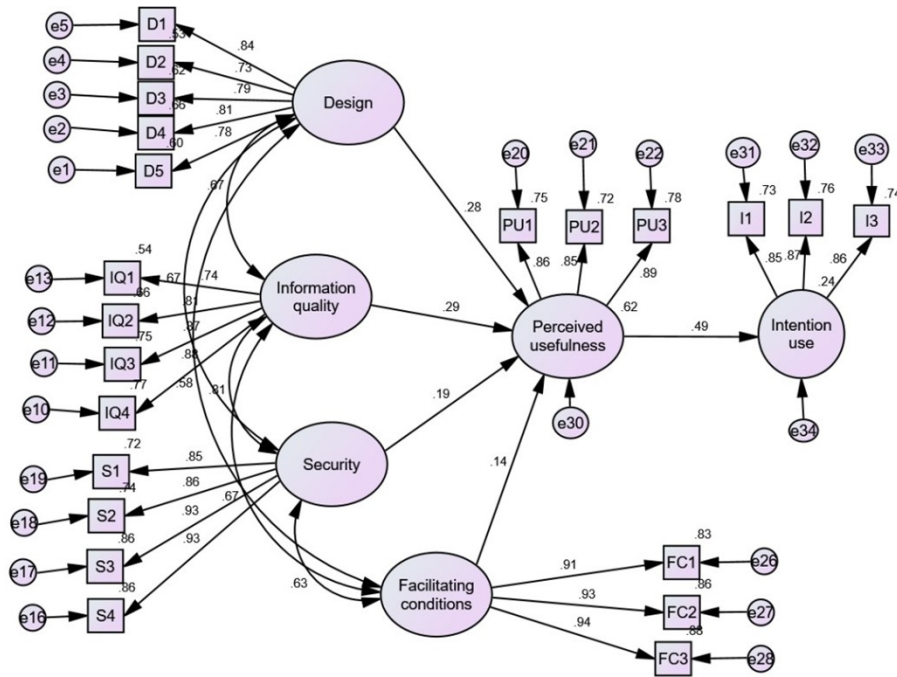 e5
D1
.53
.84
e4
D2
.62
.73
e3
D3
.66
.79
e2
D4
.60
.81
e1
D5
.78
Design
.67
.28
e20
e21
e22
.75
.72
.78
PU1
PU2
PU3
.86
.85
.89
e31
e32
e33
.73
.76
.74
I1
I2
I3
.85
.87
.86
.24
.54
e13
IQ1
.67
.74
.66
e12
IQ2
.81
.75
e11
IQ3
.87
.77
.88
e10
IQ4
.58
.81
Information
quality
.29
Perceived
usefulness
.62
.49
Intention
use
e30
e34
.19
.14
.72
e19
S1
.85
.74
e18
S2
.86
.67
.86
e17
S3
.93
.86
e16
S4
.93
Security
.63
Facilitating
conditions
.83
.91
FC1
e26
.86
.93
FC2
e27
.88
.94
FC3
e28